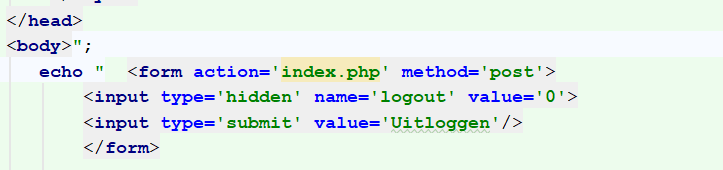 </head>
<body>";
echo "  <form action='index.php' method='post'>
<input type='hidden' name='logout' value='0'>
<input type='submit' value='Uitloggen'/>
</form>